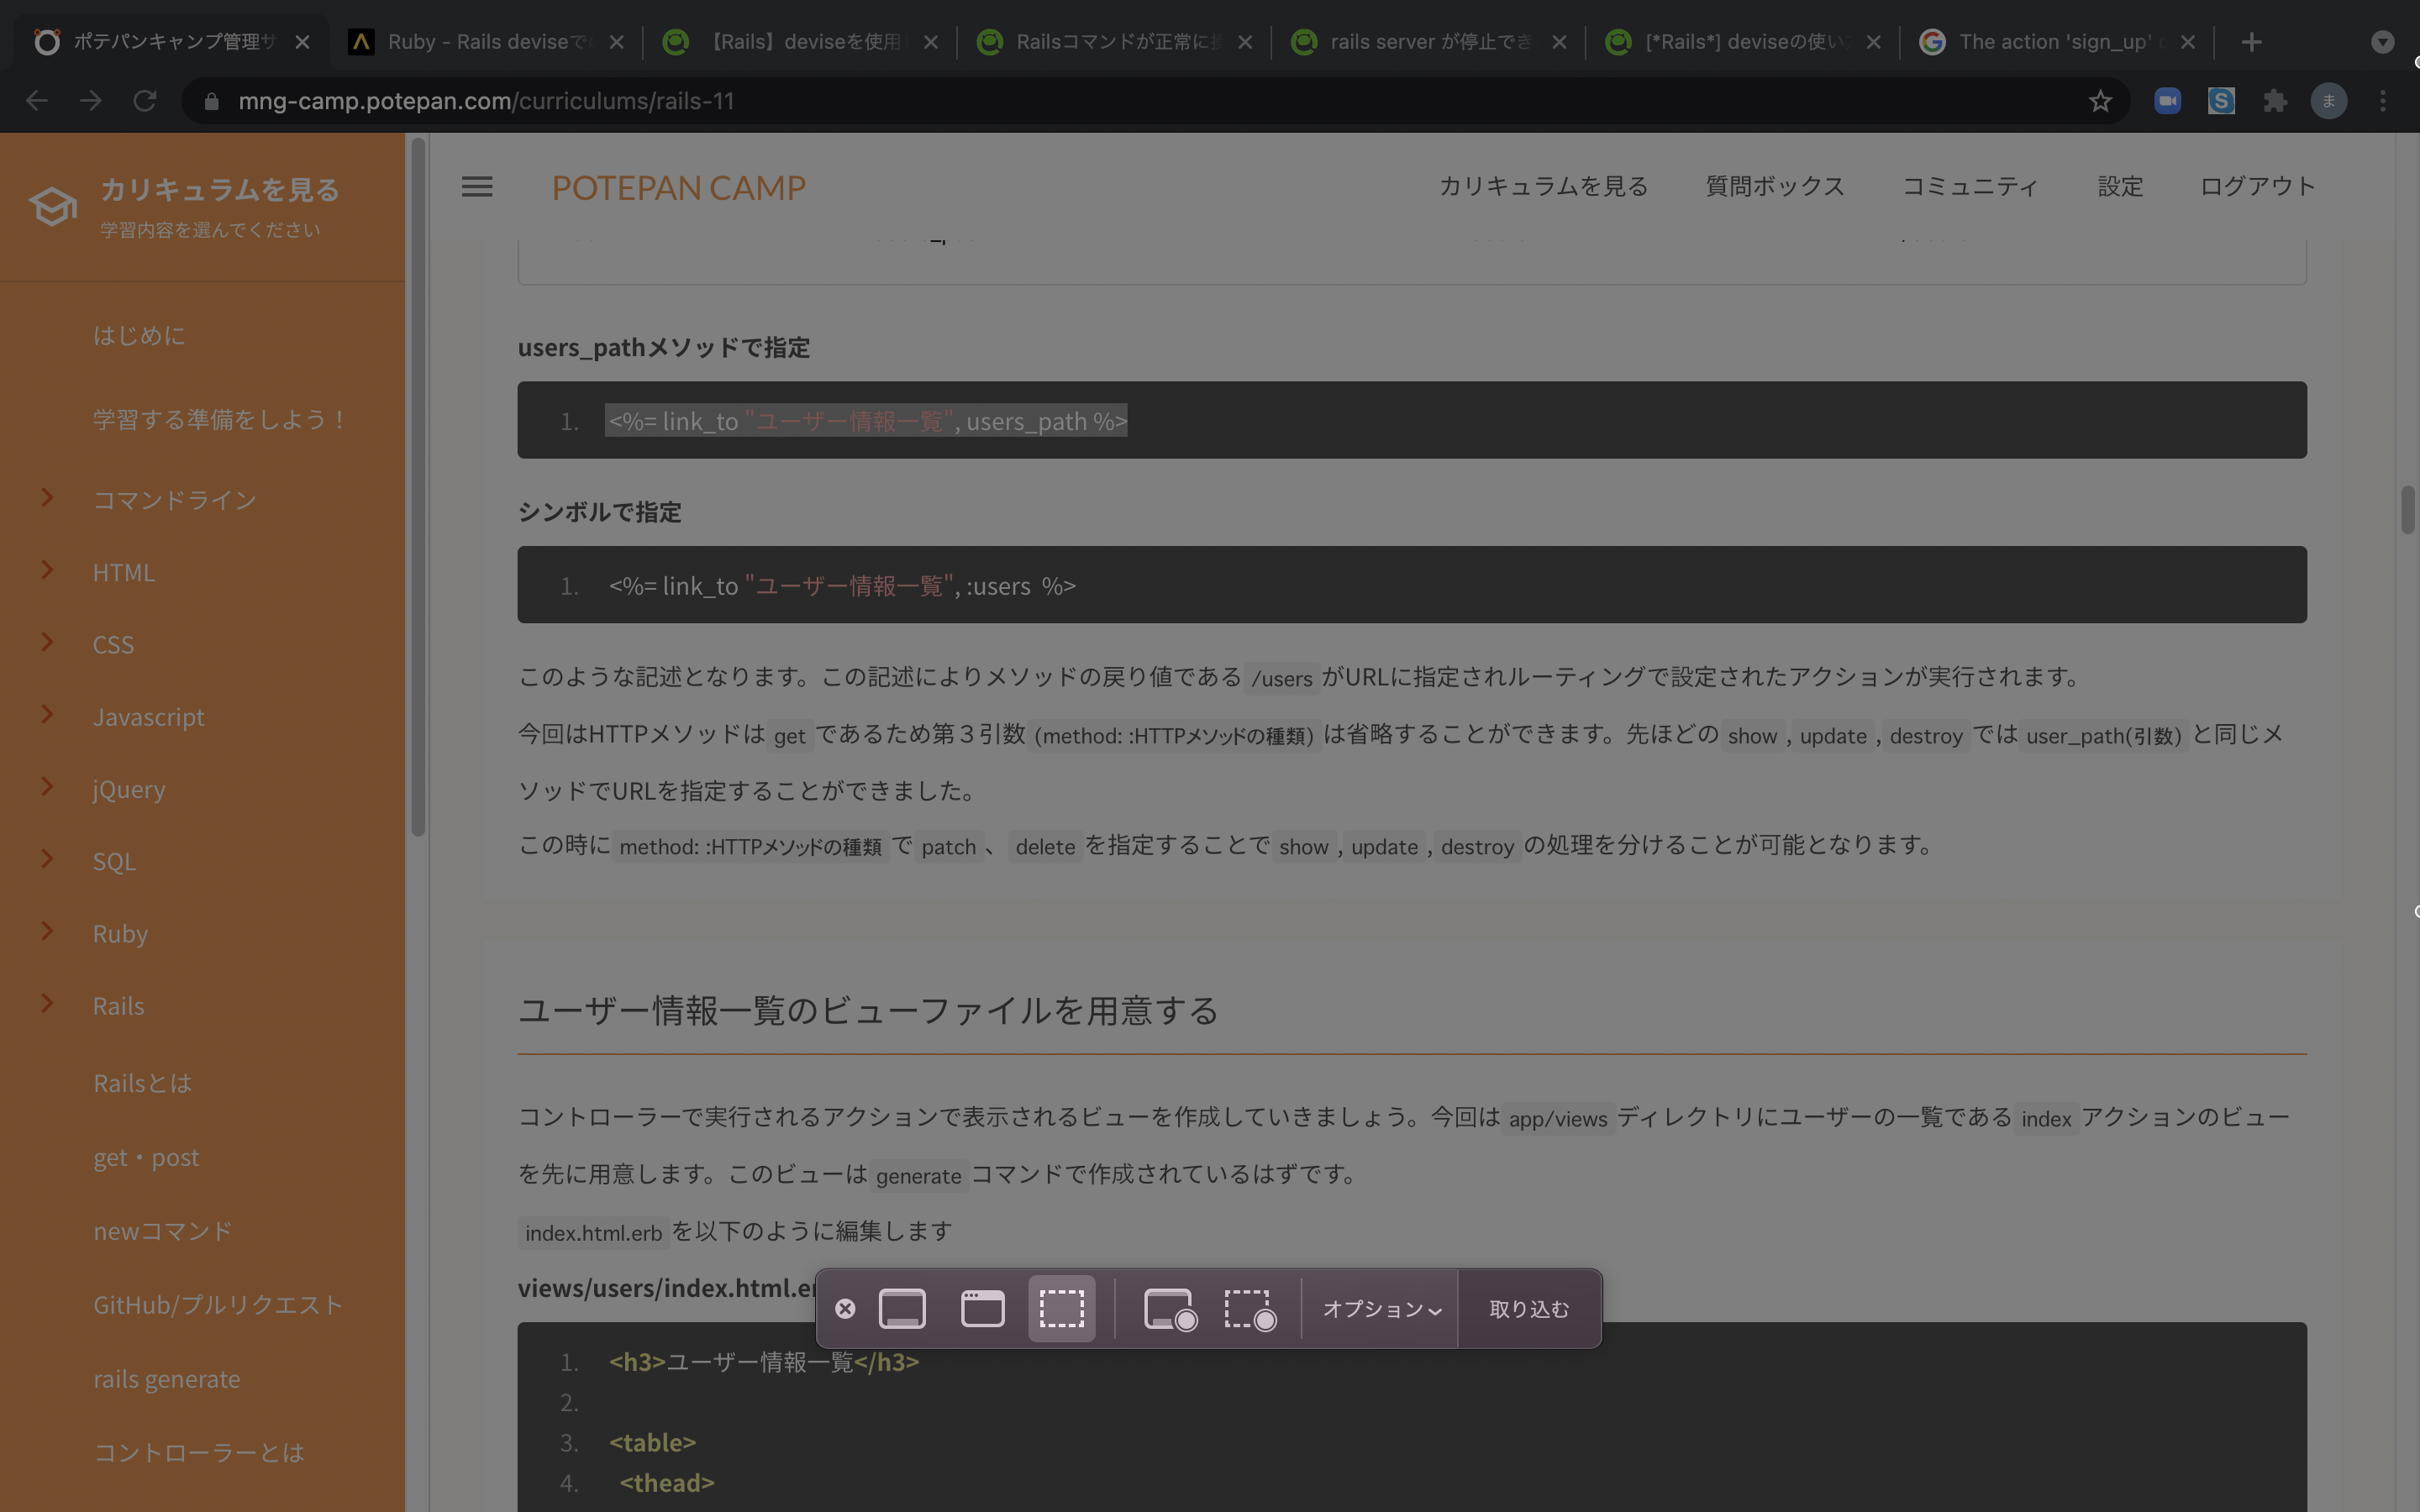 ポテパンキャンプ管理サ
Ruby - Rails deviseで
【Rails】deviseを使用
Railsコマンドが正常に
rails server が停止でき
[*Rails*] deviseの使い
The action 'sign_up'
mng-camp.potepan.com/curriculums/rails-11
ま
カリキュラムを見る
学習内容を選んでください
はじめに
学習する準備をしよう！
コマンドライン
HTML
CSS
Javascript
jQuery
SQL
Ruby
Rails
Railsとは
get・post
newコマンド
GitHub/プルリクエスト
rails generate
コントローラーとは
POTEPAN CAMP
カリキュラムを見る
質問ボックス
コミュニティ
設定
ログアウト
users_pathメソッドで指定
1. <%= link_to "ユーザー情報一覧", users_path %>
シンボルで指定
1. <%= link_to "ユーザー情報一覧", :users %>
このような記述となります。この記述によりメソッドの戻り値である /users がURLに指定されルーティングで設定されたアクションが実行されます。
今回はHTTPメソッドは get であるため第３引数 (method: :HTTPメソッドの種類) は省略することができます。先ほどの show , update , destroy では user_path(引数) と同じメ
ソッドでURLを指定することができました。
この時に method: :HTTPメソッドの種類 で patch 、 delete を指定することで show , update , destroy の処理を分けることが可能となります。
ユーザー情報一覧のビューファイルを用意する
コントローラーで実行されるアクションで表示されるビューを作成していきましょう。今回は app/views ディレクトリにユーザーの一覧である index アクションのビュー
を先に用意します。このビューは generate コマンドで作成されているはずです。
index.html.erb を以下のように編集します
views/users/index.html.er
オプション
取り込む
1. <h3>ユーザー情報一覧</h3>
2.
3. <table>
4. <thead>